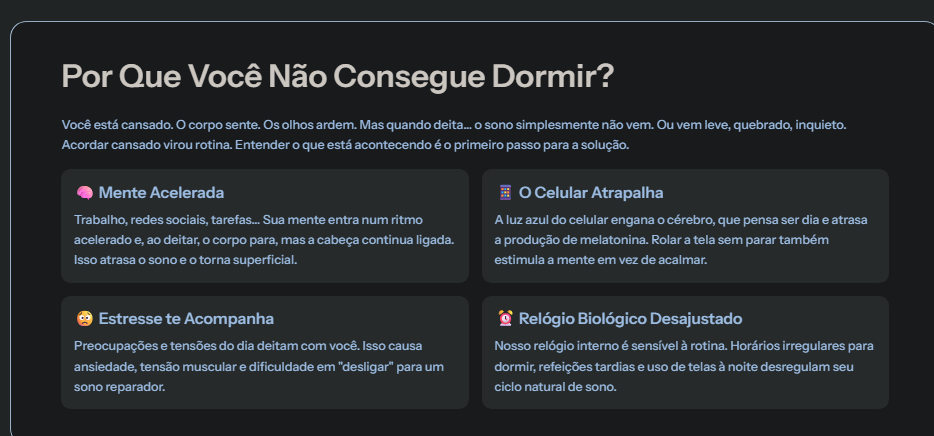 Por Que Você Não Consegue Dormir?
Você está cansado. O corpo sente. Os olhos ardem. Mas quando deita... o sono simplesmente não vem. Ou vem leve, quebrado, inquieto.
Acordar cansado virou rotina. Entender o que está acontecendo é o primeiro passo para a solução.
🧠 Mente Acelerada
Trabalho, redes sociais, tarefas... Sua mente entra num ritmo
acelerado e, ao deitar, o corpo para, mas a cabeça continua ligada.
Isso atrasa o sono e o torna superficial.
📱 O Celular Atrapalha
A luz azul do celular engana o cérebro, que pensa ser dia e atrasa
a produção de melatonina. Rolar a tela sem parar também
estimula a mente em vez de acalmar.
😳 Estresse te Acompanha
Preocupações e tensões do dia deitam com você. Isso causa
ansiedade, tensão muscular e dificuldade em "desligar" para um
sono reparador.
⏰ Relógio Biológico Desajustado
Nosso relógio interno é sensível à rotina. Horários irregulares para
dormir, refeições tardias e uso de telas à noite desregulam seu
ciclo natural de sono.